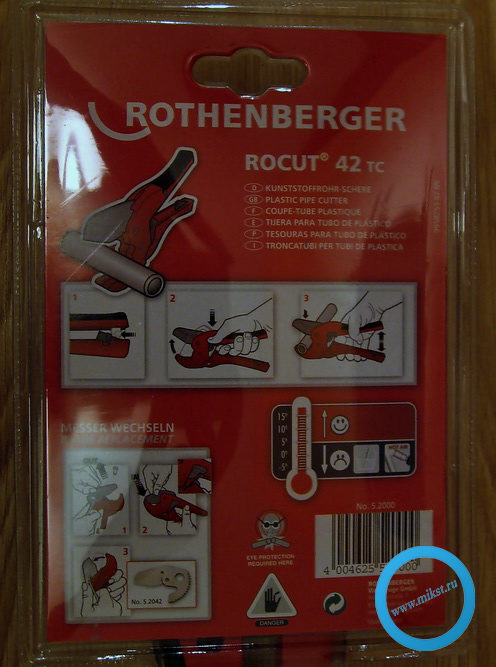 ROTHENBERGER
ROCUT® 42 TC
D KUNSTSTOFFROHR-SCHERE
GB PLASTIC PIPE CUTTER
F COUPE-TUBE PLASTIQUE
E TIJERA PARA TUBO DE PLASTICO
P TESOURAS PARA TUBO DE PLASTICO
I TRONCATUBI PER TUBI DE PLASTICA
1
2
3
MESSER WECHSELN
REPLACEMENT
1
2
3
No. 5.2042
15°
10°
5°
0°
-5°
No. 5.2000
EYE PROTECTION
REQUIRED HERE
DANGER
4 004625
ROTHENBERGER
www.mikst.ru